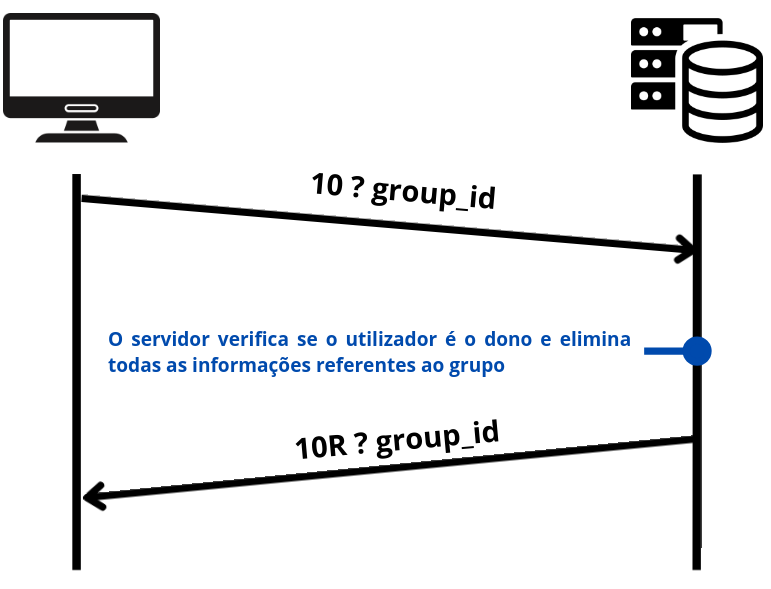 10 ? group_id
O servidor verifica se o utilizador é o dono e elimina
todas as informações referentes ao grupo
10R ? group_id